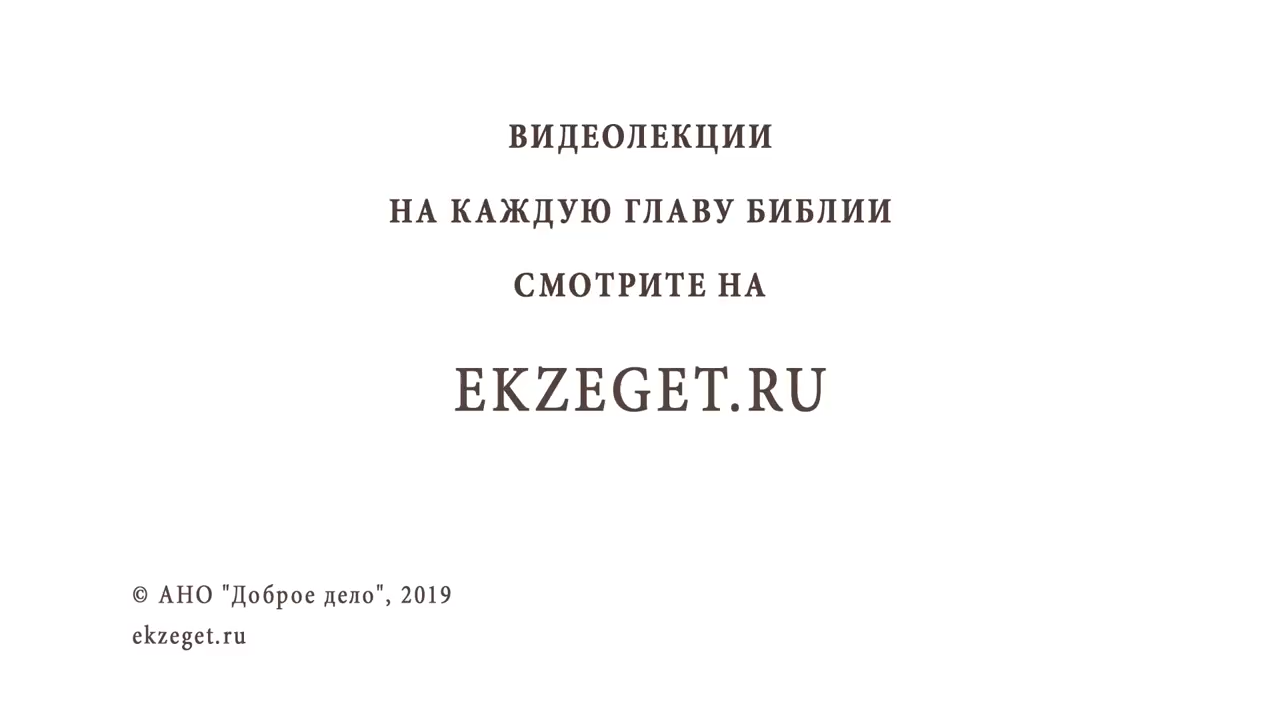 ВИДЕОЛЕКЦИИ
НА КАЖДУЮ ГЛАВУ БИБЛИИ
СМОТРИТЕ НА
EKZEGET.RU
© АНО "Доброе дело", 2019
ekzeget.ru